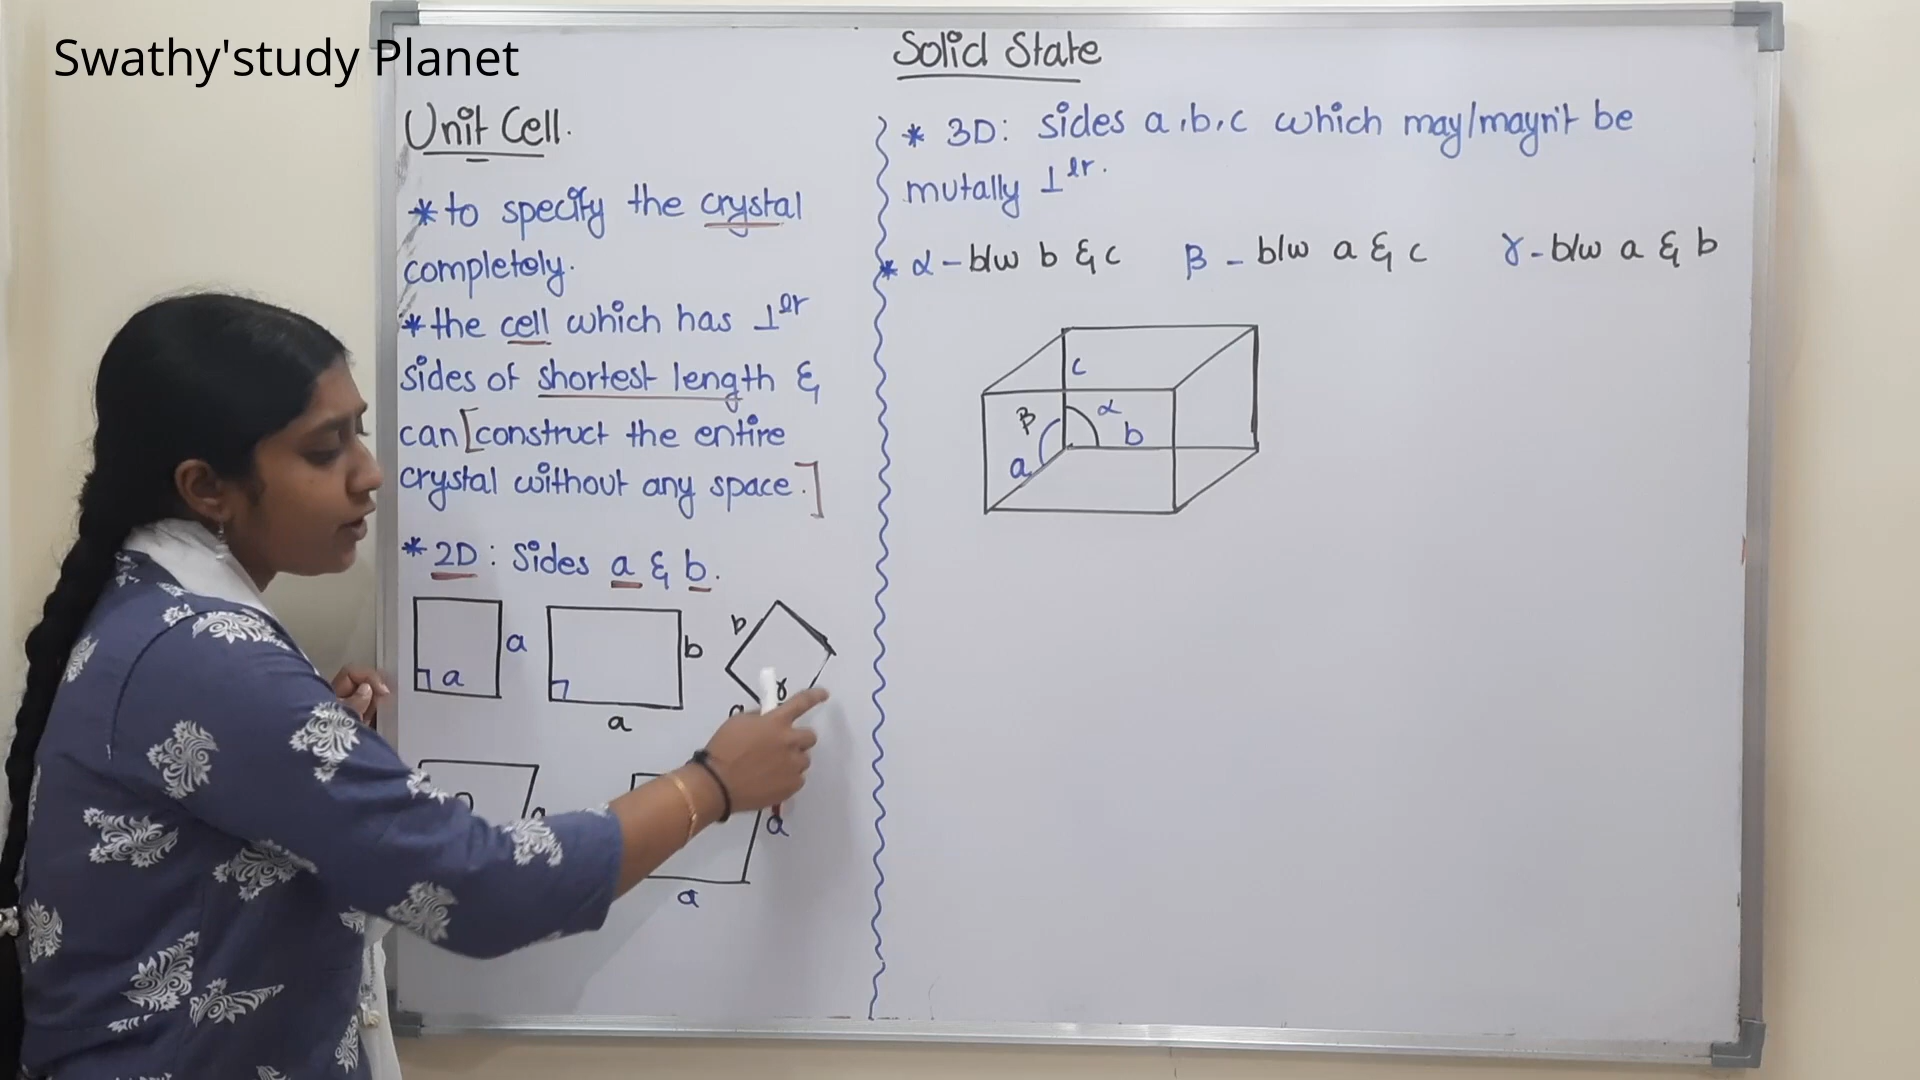 Swathy'study Planet
Solid State
Unit Cell.
* to specify the crystal
completely.
* the cell which has ⊥lr
sides of shortest length &
can [construct the entire
crystal without any space.]
* 2D: Sides a & b.
a
a
b
a
b
γ
a
a
a
* 3D: sides a,b,c which may/mayn't be
mutally ⊥lr.
* α - b/w b & c β - b/w a & c γ - b/w a & b
c
β α
b
a